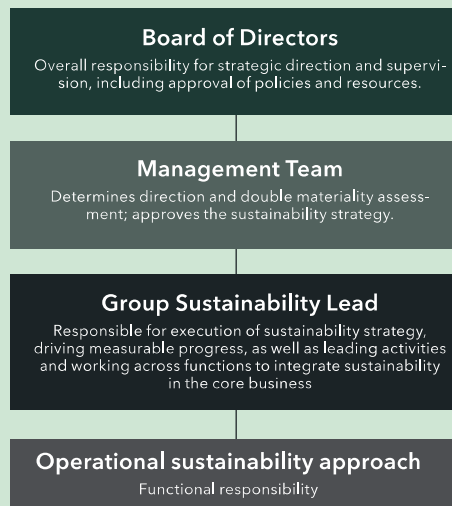 Board of Directors
Overall responsibility for strategic direction and supervi-
sion, including approval of policies and resources.
Management Team
Determines direction and double materiality assess-
ment; approves the sustainability strategy.
Group Sustainability Lead
Responsible for execution of sustainability strategy,
driving measurable progress, as well as leading activities
and working across functions to integrate sustainability
in the core business
Operational sustainability approach
Functional responsibility